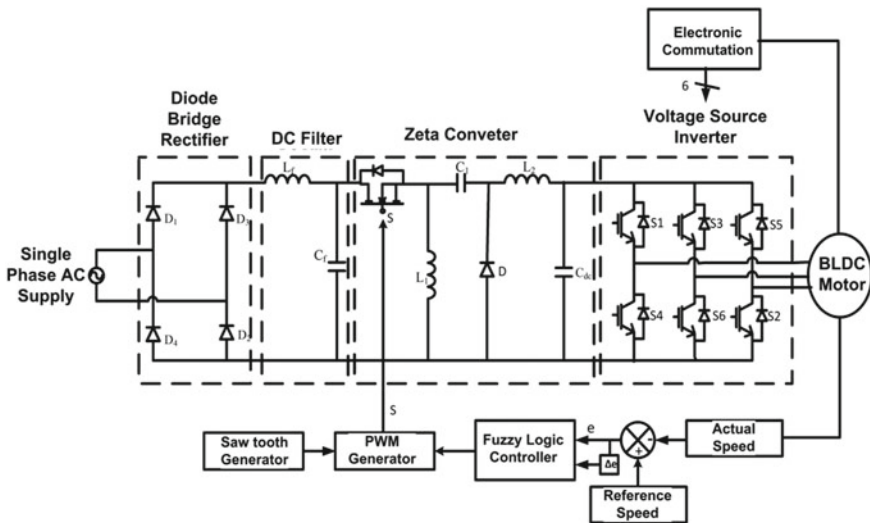 Electronic
Commutation
6
Diode
Bridge
Rectifier
DC Filter
Zeta Conveter
Voltage Source
Inverter
Lf
C1
L2
D1
D3
S
S1
S3
S5
Single
Phase AC
Supply
Cf
L1
D
Cdc
BLDC
Motor
D4
D2
S4
S6
S2
S
e
Saw tooth
Generator
PWM
Generator
Fuzzy Logic
Controller
Δe
-
+
Actual
Speed
Reference
Speed